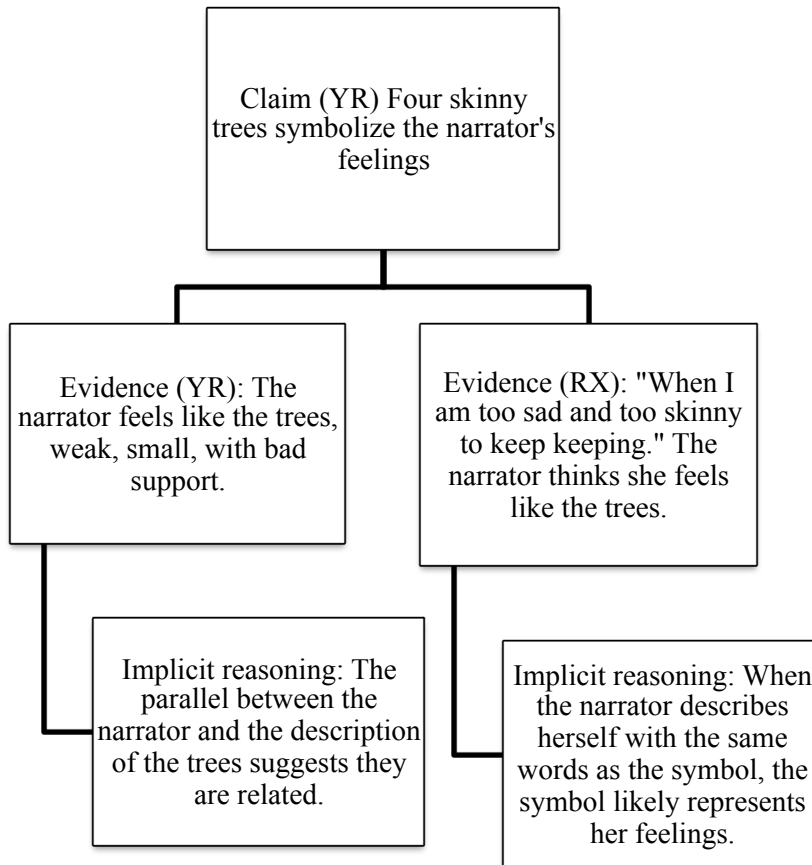 Claim (YR) Four skinny
trees symbolize the narrator's
feelings
Evidence (YR): The
narrator feels like the trees,
weak, small, with bad
support.
Evidence (RX): "When I
am too sad and too skinny
to keep keeping." The
narrator thinks she feels
like the trees.
Implicit reasoning: The
parallel between the
narrator and the description
of the trees suggests they
are related.
Implicit reasoning: When
the narrator describes
herself with the same
words as the symbol, the
symbol likely represents
her feelings.